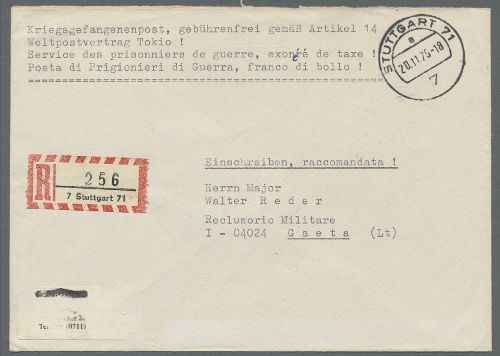 Kriegsgefangenenpost, gebührenfrei gemäß Artikel 14
Weltpostvertrag Tokio !
Service des prisonniers de guerre, exoneé de taxe !
Posta di Prigionieri di Guerra, franco di bollo !
STUTTGART 71
a
20.11.75-18
7
Einschreiben, raccomandata !
R
256
7 Stuttgart 71
Herrn Major
Walter Reder
Reclusorio Militare
I - 04024 Gaeta (Lt)
(0711)